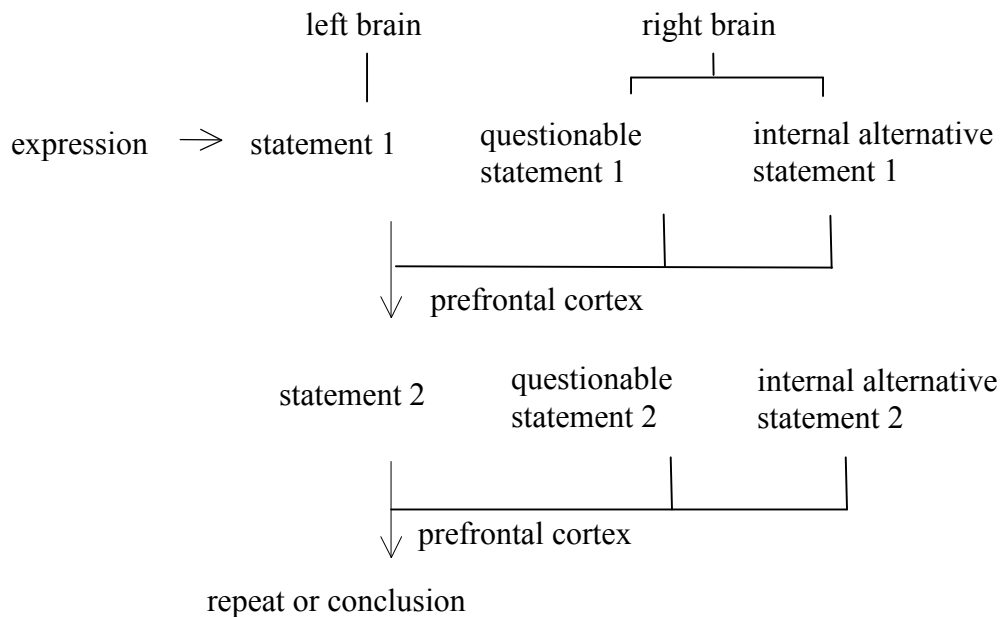 left brain
right brain
expression
statement 1
questionable
statement 1
internal alternative
statement 1
prefrontal cortex
statement 2
questionable
statement 2
internal alternative
statement 2
prefrontal cortex
repeat or conclusion